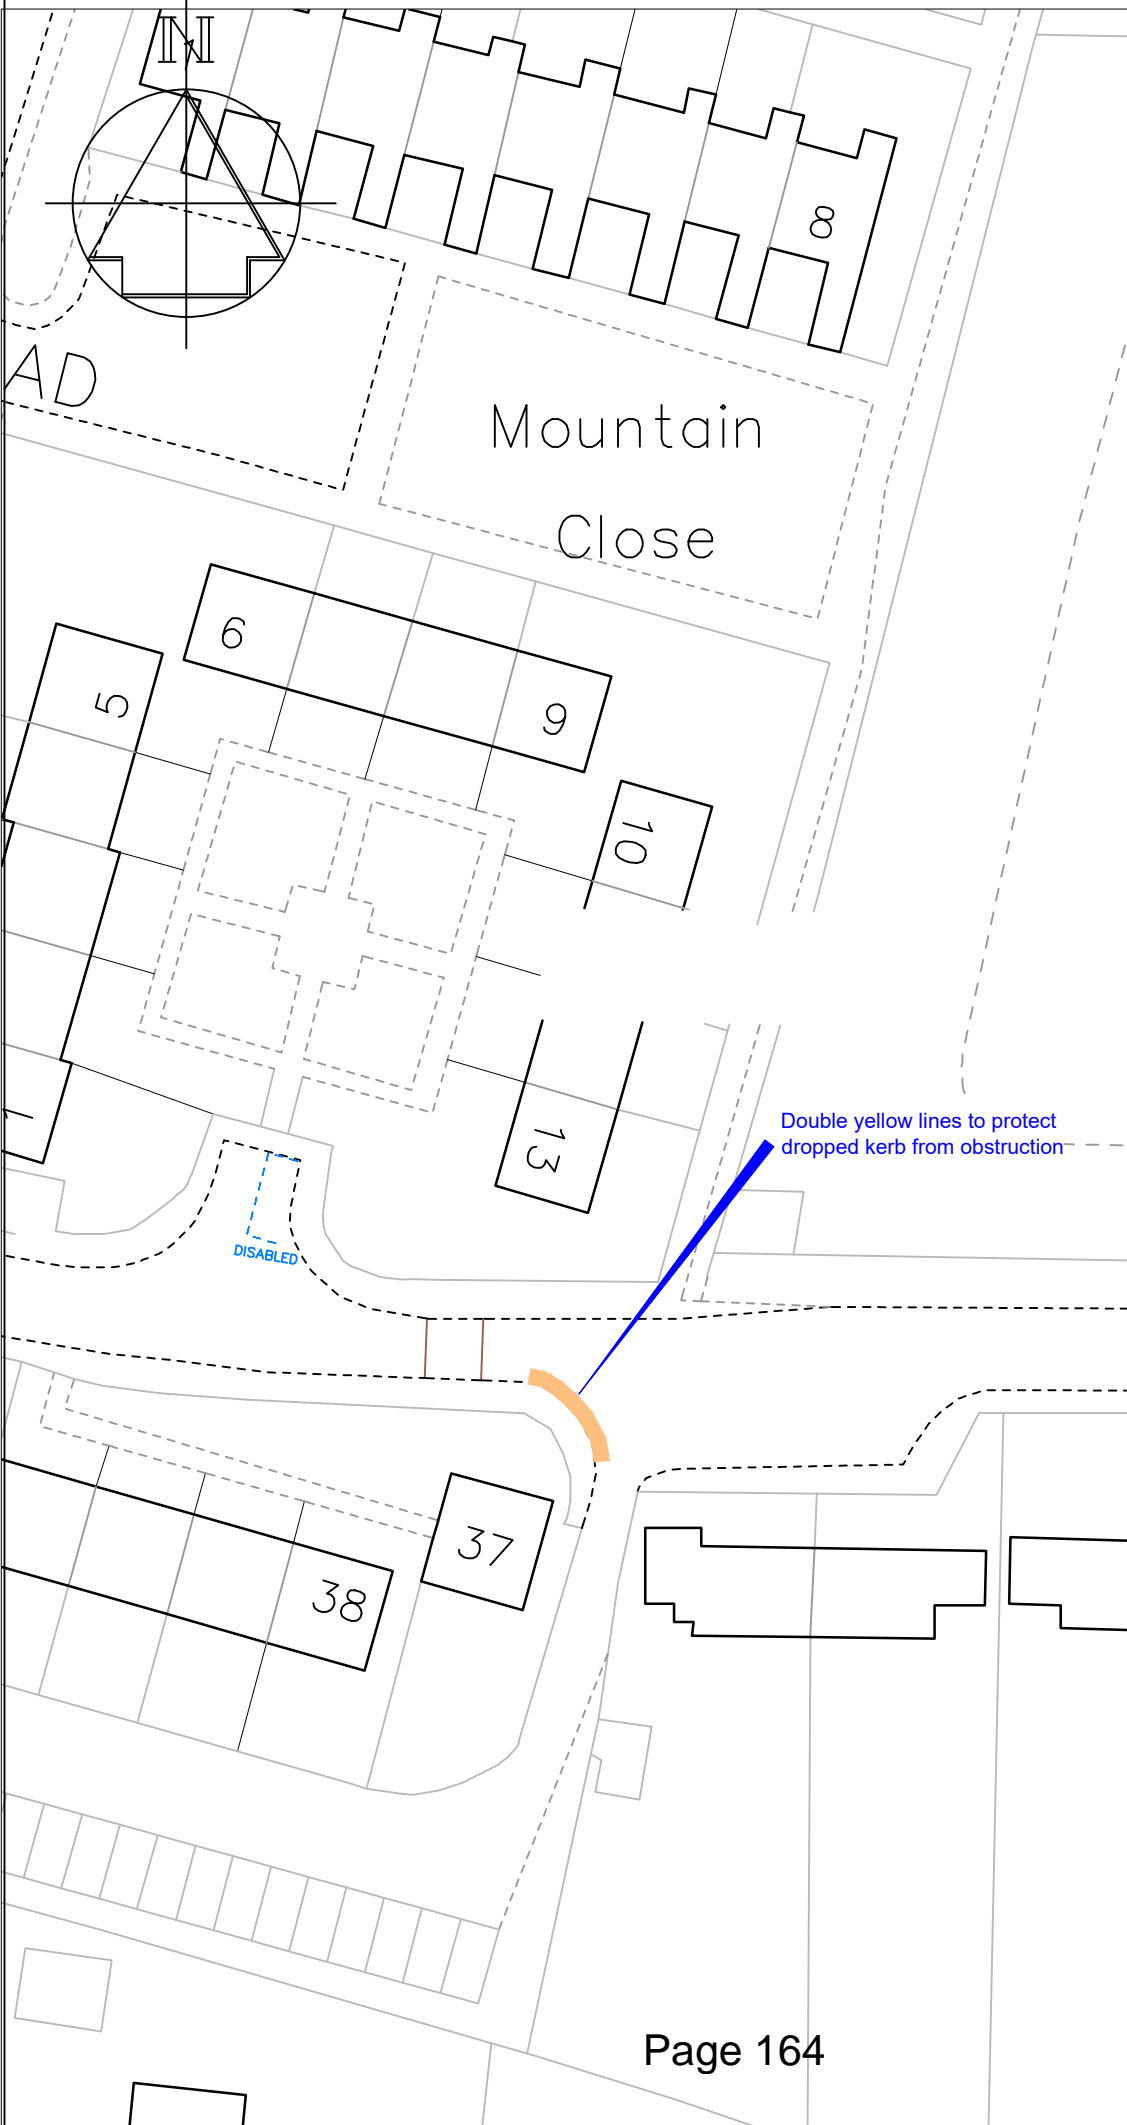 N
8
AD
Mountain
Close
6
5
9
10
13
1
Double yellow lines to protect
dropped kerb from obstruction
DISABLED
37
38
Page 164